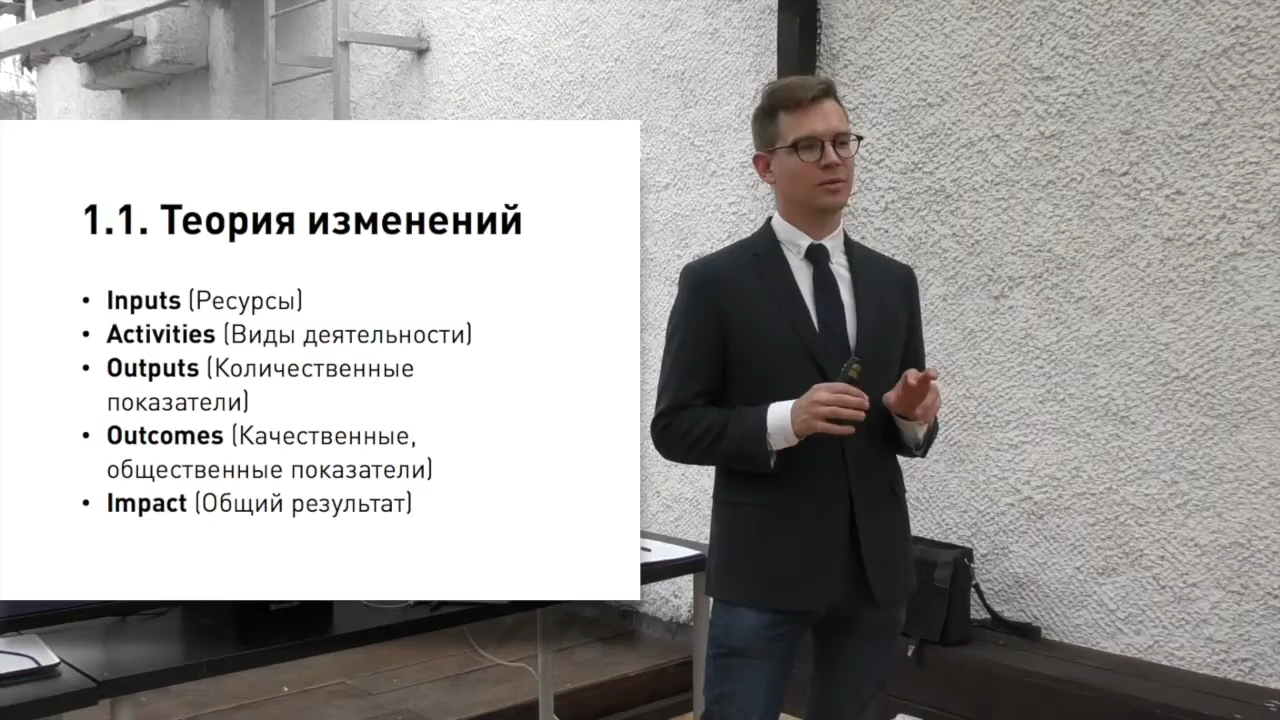 1.1. Теория изменений
• Inputs (Ресурсы)
• Activities (Виды деятельности)
• Outputs (Количественные
показатели)
• Outcomes (Качественные,
общественные показатели)
• Impact (Общий результат)